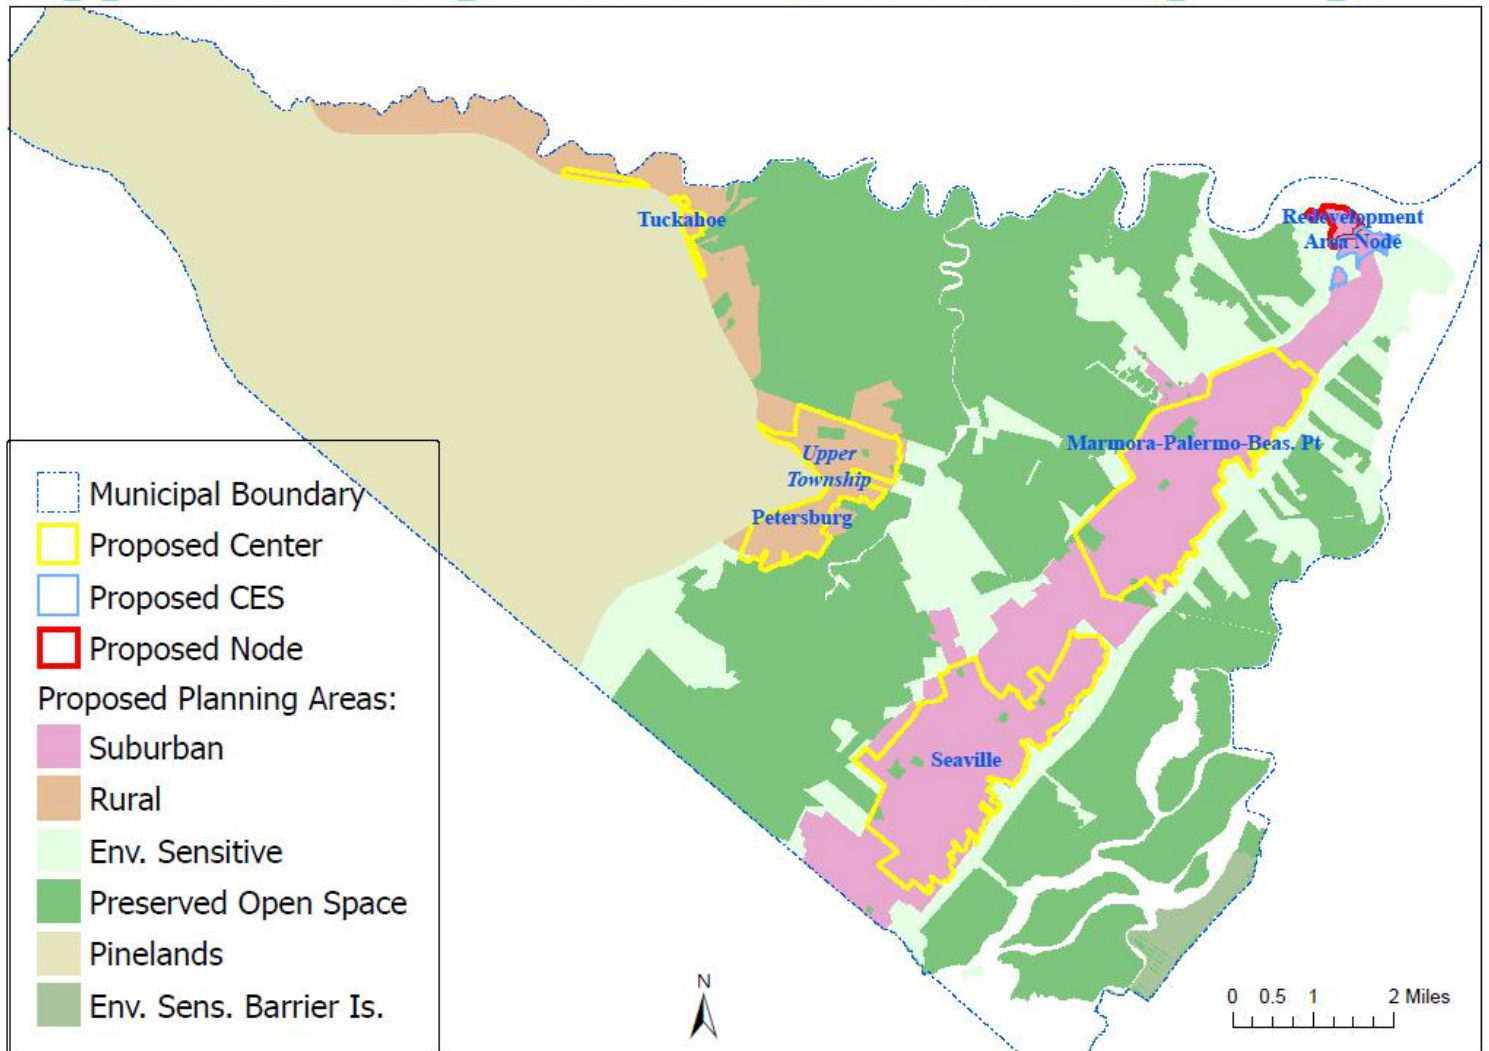 Tuckahoe
Redevelopment
Area Node
Marmora-Palermo-Beas. Pt
Upper
Township
Petersburg
Seaville
Municipal Boundary
Proposed Center
Proposed CES
Proposed Node
Proposed Planning Areas:
Suburban
Rural
Env. Sensitive
Preserved Open Space
Pinelands
Env. Sens. Barrier Is.
N
0 0.5 1 2 Miles